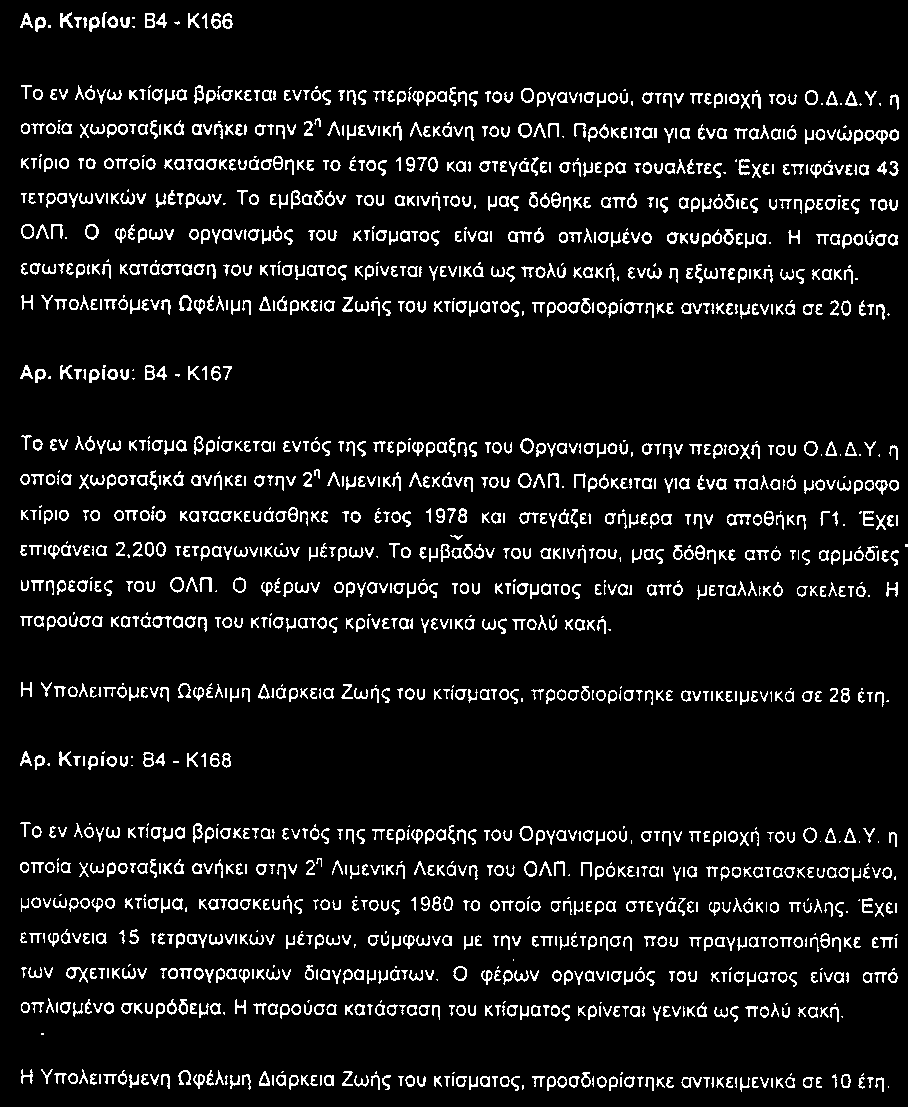 Αρ. Κτιρίου: Β4 - Κ166
Το εν λόγω κτίσμα βρίσκεται εντός της περίφραξης του Οργανισμού, στην περιοχή του Ο.Δ.Δ.Υ. η
οποία χωροταξικά ανήκει στην 2η Λιμενική Λεκάνη του ΟΛΠ. Πρόκειται για ένα παλαιό μονώροφο
κτίριο το οποίο κατασκευάσθηκε το έτος 1970 και στεγάζει σήμερα τουαλέτες. Έχει επιφάνεια 43
τετραγωνικών μέτρων. Το εμβαδόν του ακινήτου, μας δόθηκε από τις αρμόδιες υπηρεσίες του
ΟΛΠ. Ο φέρων οργανισμός του κτίσματος είναι από οπλισμένο σκυρόδεμα. Η παρούσα
εσωτερική κατάσταση του κτίσματος κρίνεται γενικά ως πολύ κακή, ενώ η εξωτερική ως κακή.
Η Υπολειπόμενη Ωφέλιμη Διάρκεια Ζωής του κτίσματος, προσδιορίστηκε αντικειμενικά σε 20 έτη.
Αρ. Κτιρίου: Β4 - Κ167
Το εν λόγω κτίσμα βρίσκεται εντός της περίφραξης του Οργανισμού, στην περιοχή του Ο.Δ.Δ.Υ. η
οποία χωροταξικά ανήκει στην 2η Λιμενική Λεκάνη του ΟΛΠ. Πρόκειται για ένα παλαιό μονώροφο
κτίριο το οποίο κατασκευάσθηκε το έτος 1978 και στεγάζει σήμερα την αποθήκη Γ1. Έχει
επιφάνεια 2,200 τετραγωνικών μέτρων. Το εμβαδόν του ακινήτου, μας δόθηκε από τις αρμόδιες
υπηρεσίες του ΟΛΠ. Ο φέρων οργανισμός του κτίσματος είναι από μεταλλικό σκελετό. Η
παρούσα κατάσταση του κτίσματος κρίνεται γενικά ως πολύ κακή.
Η Υπολειπόμενη Ωφέλιμη Διάρκεια Ζωής του κτίσματος, προσδιορίστηκε αντικειμενικά σε 28 έτη.
Αρ. Κτιρίου: Β4 - Κ168
Το εν λόγω κτίσμα βρίσκεται εντός της περίφραξης του Οργανισμού, στην περιοχή του Ο.Δ.Δ.Υ. η
οποία χωροταξικά ανήκει στην 2η Λιμενική Λεκάνη του ΟΛΠ. Πρόκειται για προκατασκευασμένο,
μονώροφο κτίσμα, κατασκευής του έτους 1980 το οποίο σήμερα στεγάζει φυλάκιο πύλης. Έχει
επιφάνεια 15 τετραγωνικών μέτρων, σύμφωνα με την επιμέτρηση που πραγματοποιήθηκε επί
των σχετικών τοπογραφικών διαγραμμάτων. Ο φέρων οργανισμός του κτίσματος είναι από
οπλισμένο σκυρόδεμα. Η παρούσα κατάσταση του κτίσματος κρίνεται γενικά ως πολύ κακή.
Η Υπολειπόμενη Ωφέλιμη Διάρκεια Ζωής του κτίσματος, προσδιορίστηκε αντικειμενικά σε 10 έτη.